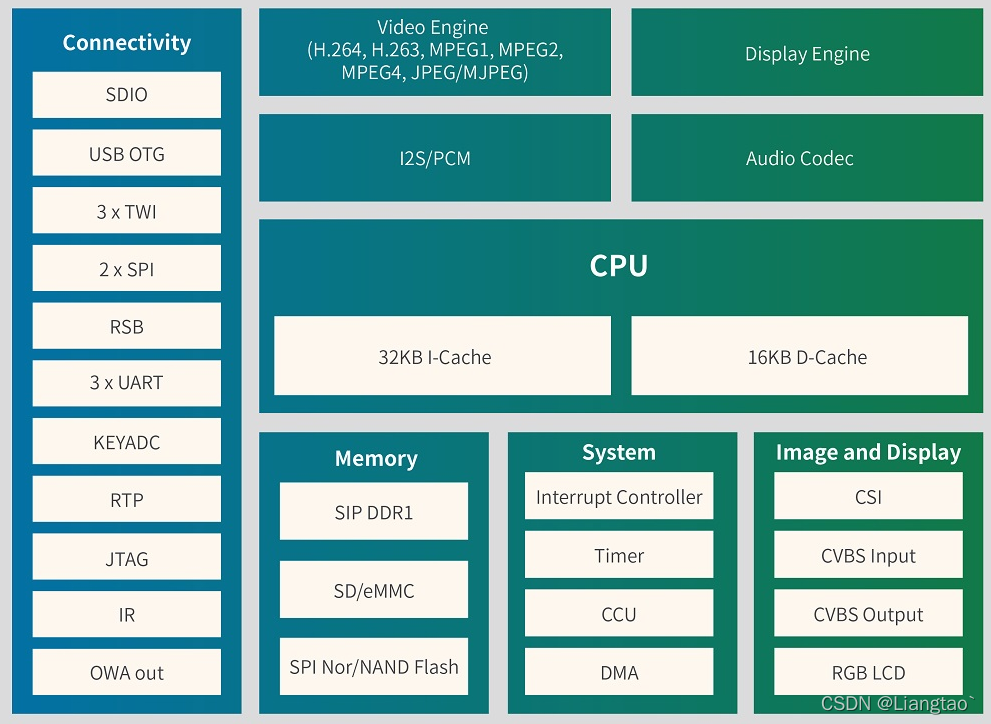 Connectivity
SDIO
USB OTG
3 x TWI
2 x SPI
RSB
3 x UART
KEYADC
RTP
JTAG
IR
OWA out
Video Engine
(H.264, H.263, MPEG1, MPEG2,
MPEG4, JPEG/MJPEG)
Display Engine
I2S/PCM
Audio Codec
CPU
32KB I-Cache
16KB D-Cache
Memory
SIP DDR1
SD/eMMC
SPI Nor/NAND Flash
System
Interrupt Controller
Timer
CCU
DMA
Image and Display
CSI
CVBS Input
CVBS Output
RGB LCD
CSDN @Liangtao`